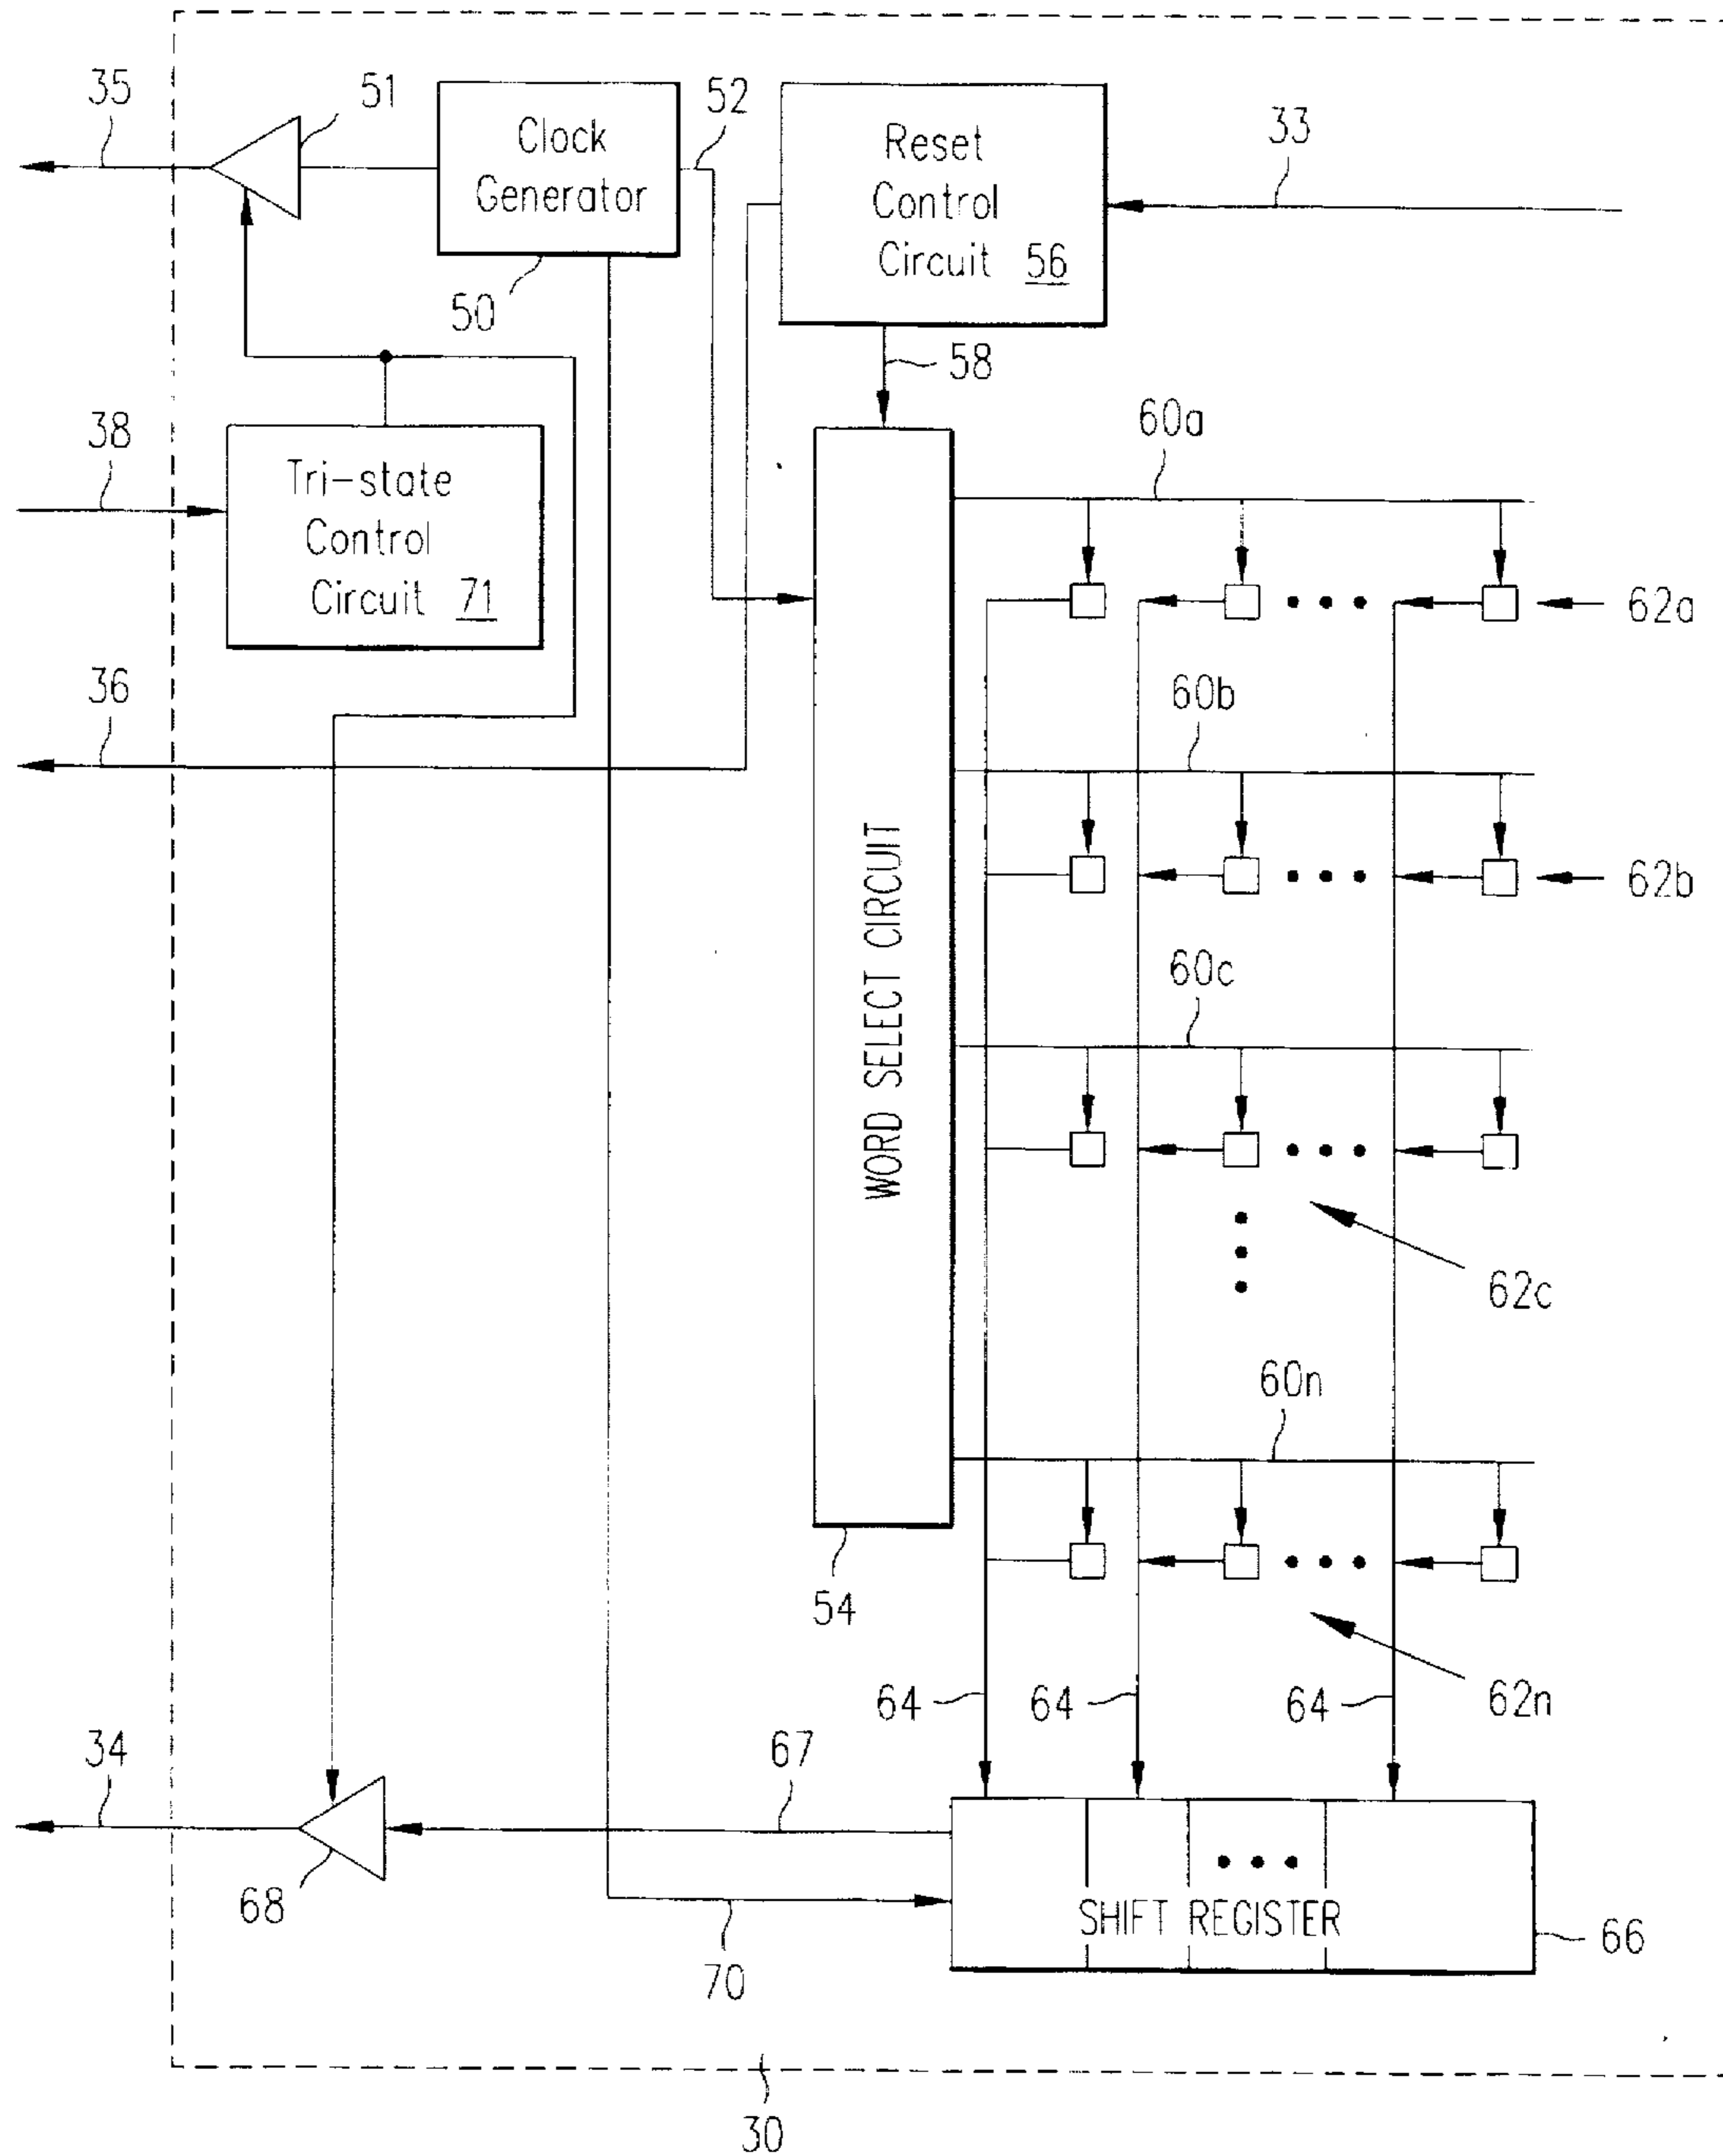 35
51
Clock
Generator
52
Reset
Control
Circuit 56
33
50
58
38
Tri-state
Control
Circuit 71
60a
62a
36
60b
62b
WORD SELECT CIRCUIT
60c
62c
60n
54
62n
64
64
64
34
67
68
SHIFT REGISTER
66
70
30